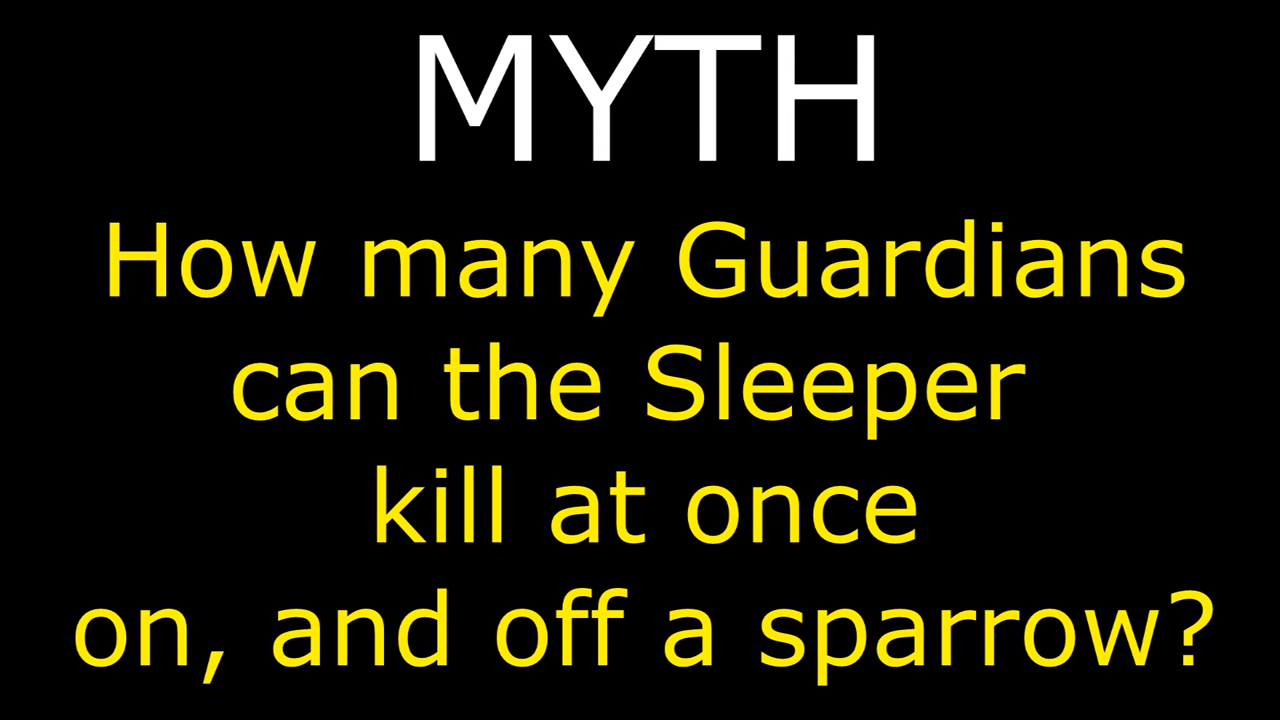 MYTH
How many Guardians
can the Sleeper
kill at once
on, and off a sparrow?